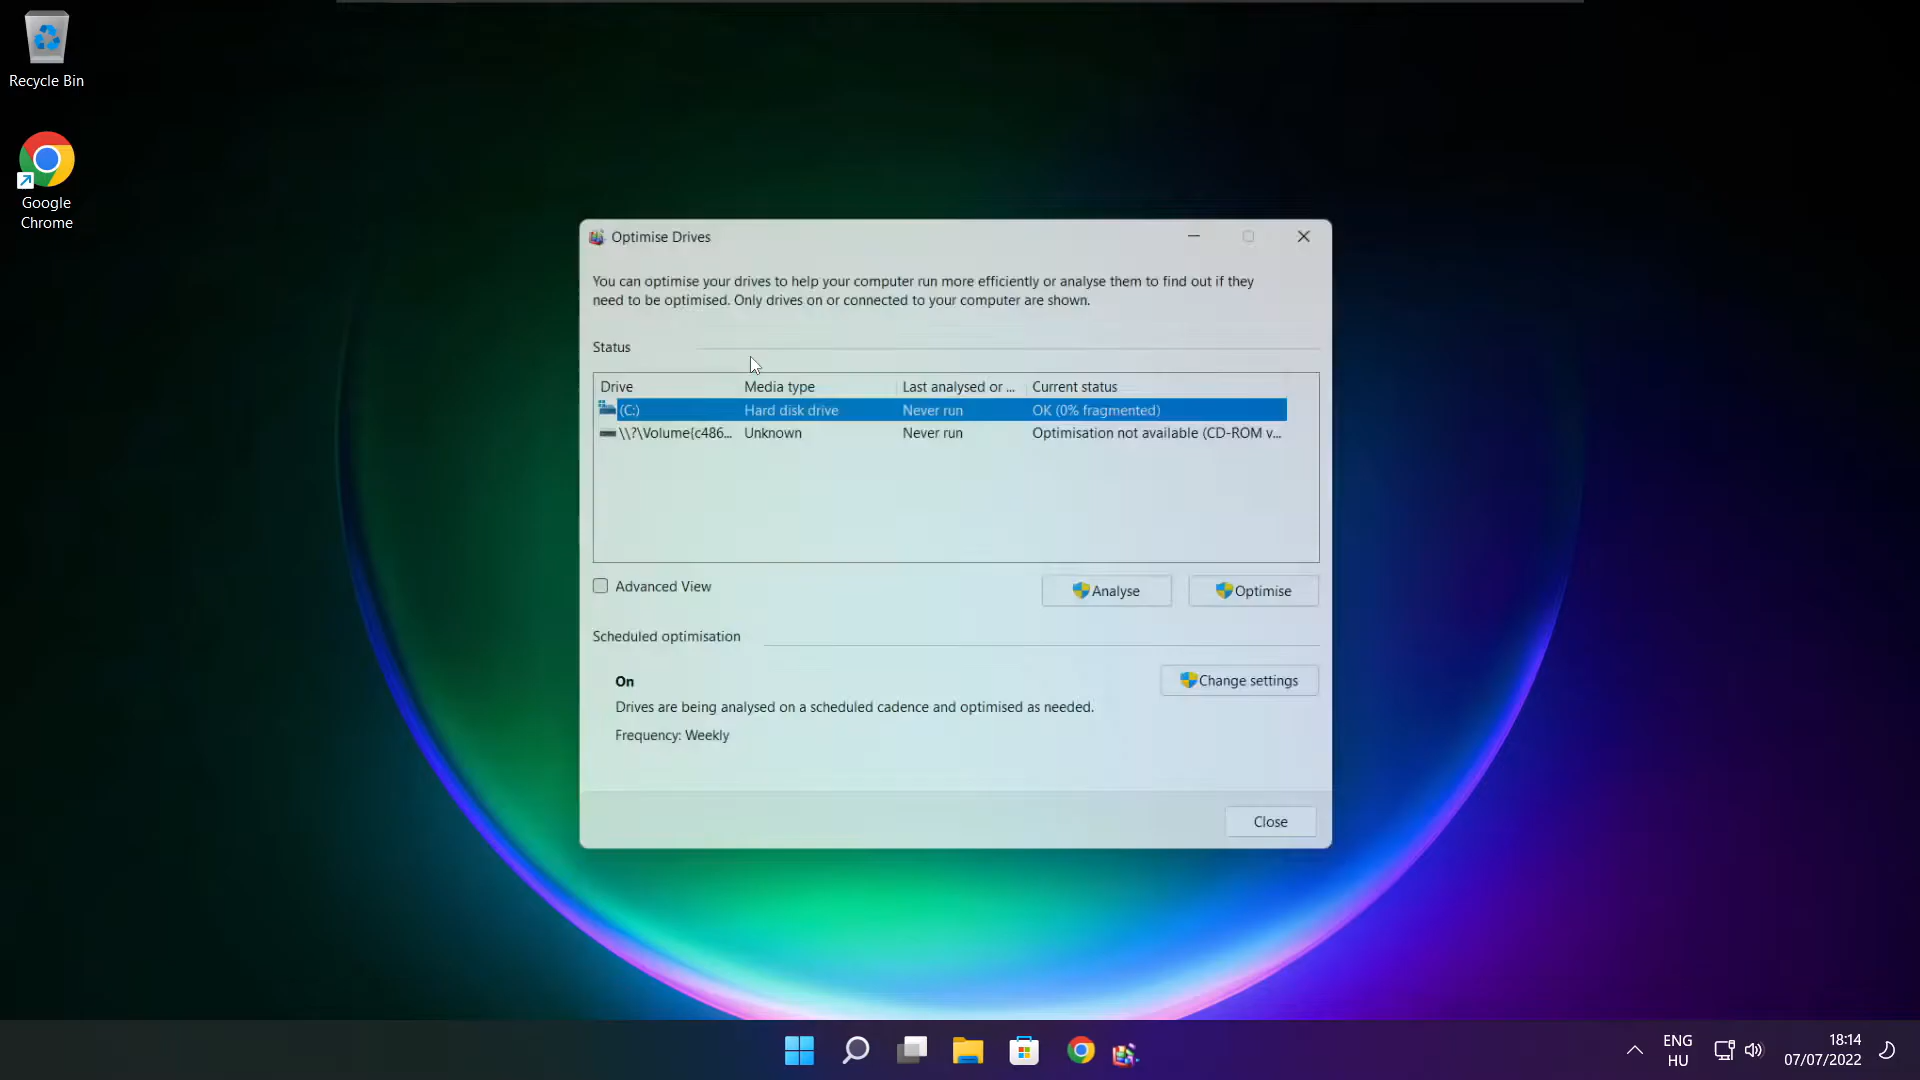 Recycle Bin
Google
Chrome
Optimise Drives
You can optimise your drives to help your computer run more efficiently or analyse them to find out if they
need to be optimised. Only drives on or connected to your computer are shown.
Status
Drive Media type Last analysed or ... Current status
(C:) Hard disk drive Never run OK (0% fragmented)
\\?\Volume{c486... Unknown Never run Optimisation not available (CD-ROM v...
Advanced View Analyse Optimise
Scheduled optimisation
On Change settings
Drives are being analysed on a scheduled cadence and optimised as needed.
Frequency: Weekly
Close
ENG 18:14
HU 07/07/2022